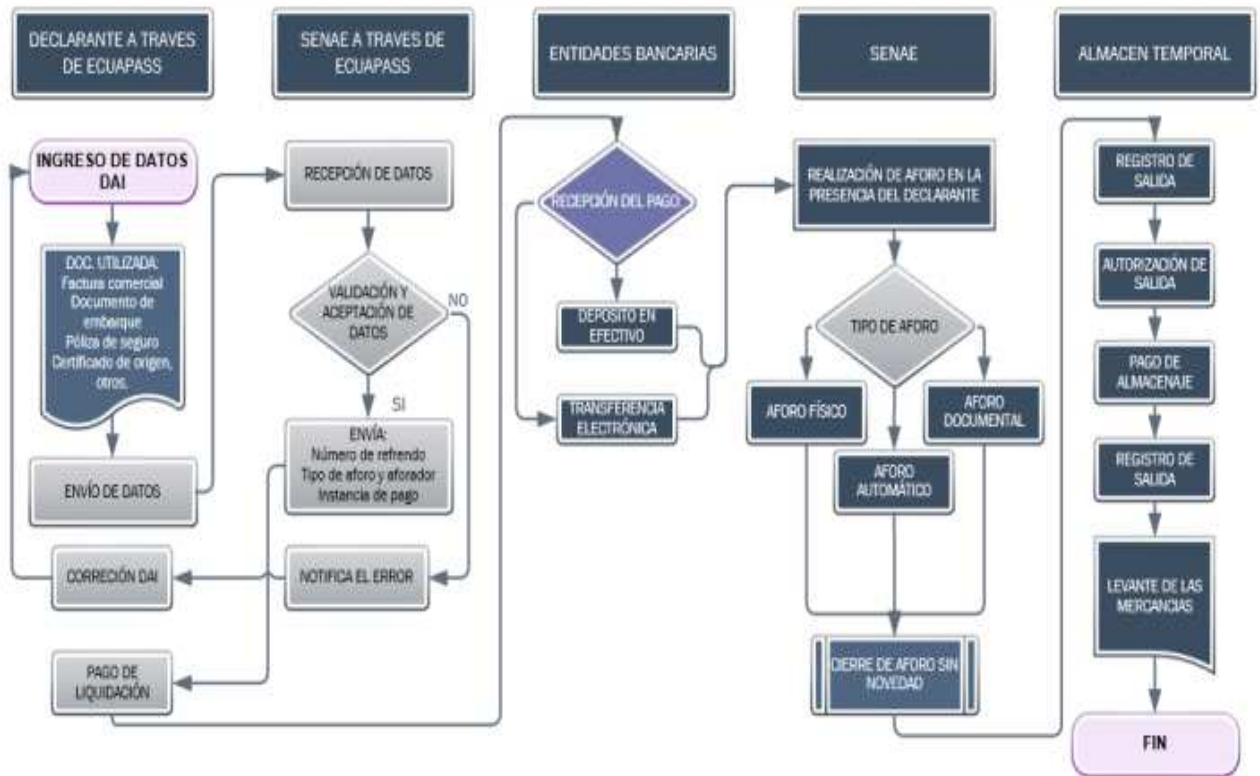 DECLARANTE A TRAVES
DE ECUAPASS
SENAE A TRAVES DE
ECUAPASS
ENTIDADES BANCARIAS
SENAE
ALMACEN TEMPORAL
INGRESO DE DATOS
DAI
DOC. UTILIZADA:
Factura comercial
Documento de
embarque
Póliza de seguro
Certificado de origen,
otros.
ENVÍO DE DATOS
CORRECIÓN DAI
PAGO DE
LIQUIDACIÓN
RECEPCIÓN DE DATOS
VALIDACIÓN Y
ACEPTACIÓN DE
DATOS
NO
SI
ENVÍA:
Número de refrendo
Tipo de aforo y aforador
Instancia de pago
NOTIFICA EL ERROR
RECEPCIÓN DEL PAGO
DEPOSITO EN
EFECTIVO
TRANSFERENCIA
ELECTRÓNICA
REALIZACIÓN DE AFORO EN LA
PRESENCIA DEL DECLARANTE
TIPO DE AFORO
AFORO FÍSICO
AFORO
DOCUMENTAL
AFORO
AUTOMÁTICO
CIERRE DE AFORO SIN
NOVEDAD
REGISTRO DE
SALIDA
AUTORIZACIÓN DE
SALIDA
PAGO DE
ALMACENAJE
REGISTRO DE
SALIDA
LEVANTE DE LAS
MERCANCIAS
FIN